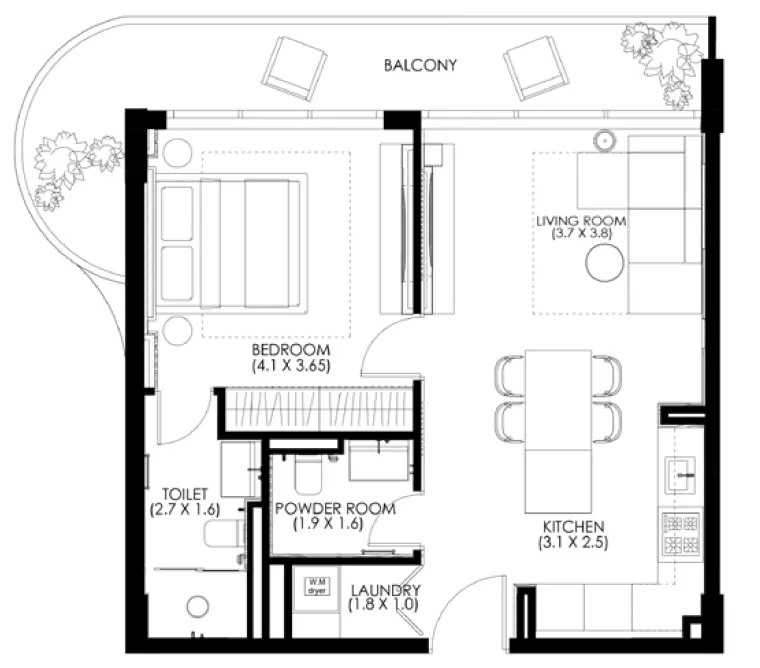 BALCONY
LIVING ROOM
(3.7 X 3.8)
BEDROOM
(4.1 X 3.65)
TOILET
(2.7 X 1.6)
POWDER ROOM
(1.9 X 1.6)
KITCHEN
(3.1 X 2.5)
W.M
dryer
LAUNDRY
(1.8 X 1.0)